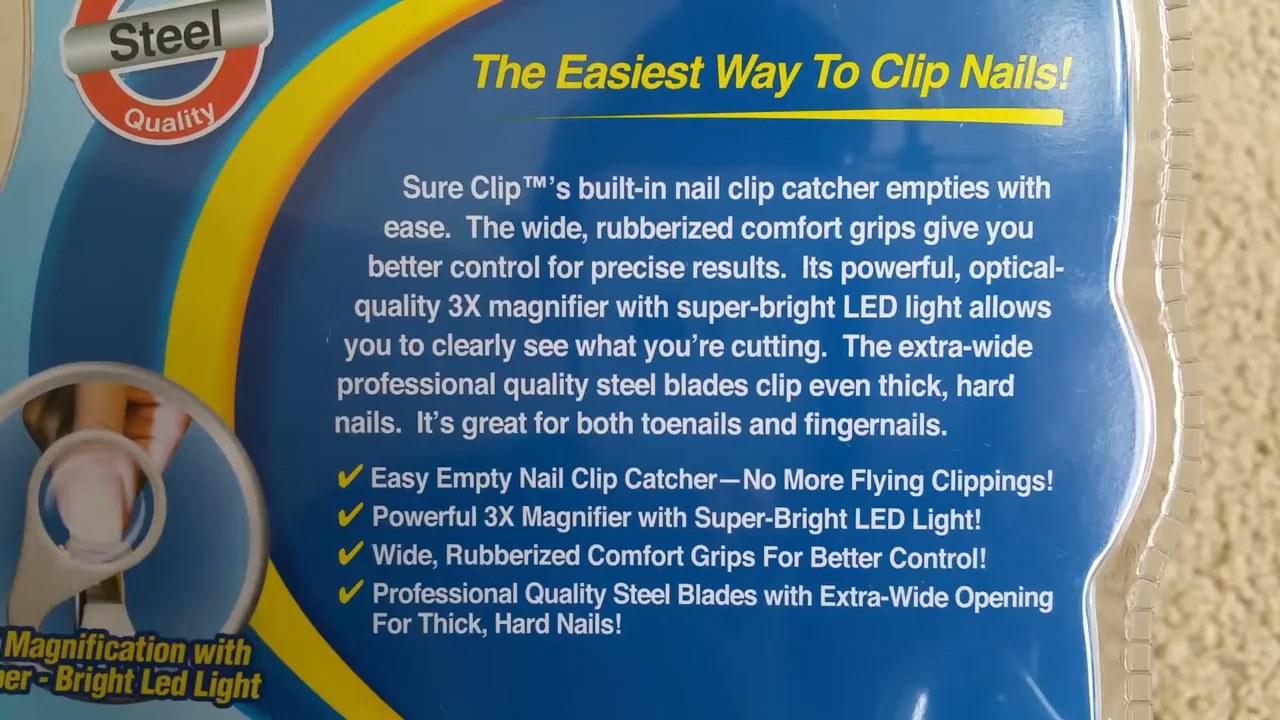 Steel
Quality
The Easiest Way To Clip Nails!
Sure Clip™'s built-in nail clip catcher empties with
ease. The wide, rubberized comfort grips give you
better control for precise results. Its powerful, optical-
quality 3X magnifier with super-bright LED light allows
you to clearly see what you're cutting. The extra-wide
professional quality steel blades clip even thick, hard
nails. It's great for both toenails and fingernails.
✔ Easy Empty Nail Clip Catcher—No More Flying Clippings!
✔ Powerful 3X Magnifier with Super-Bright LED Light!
✔ Wide, Rubberized Comfort Grips For Better Control!
✔ Professional Quality Steel Blades with Extra-Wide Opening
For Thick, Hard Nails!
Magnification with
- Bright Led Light